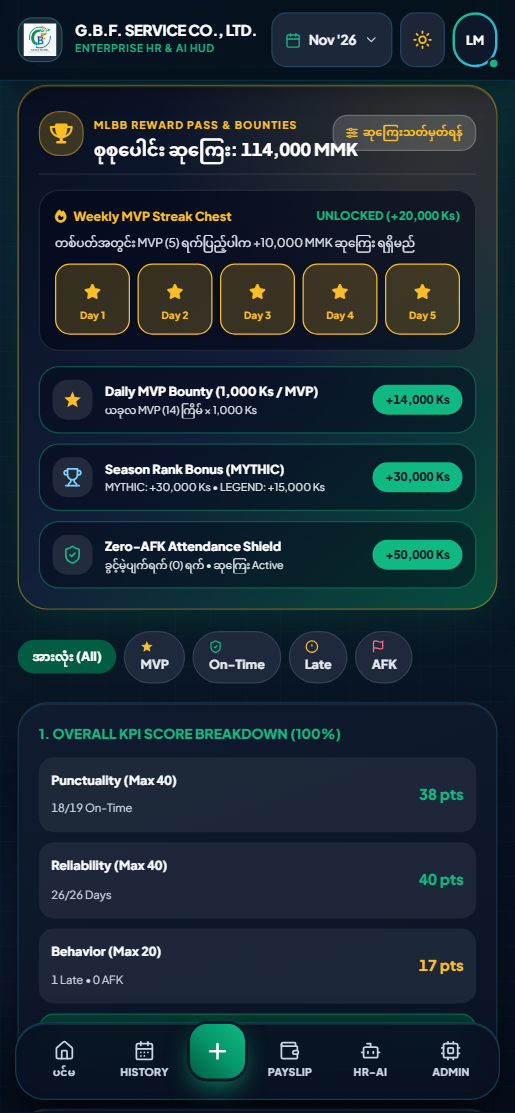 G.B.F. SERVICE CO., LTD.
ENTERPRISE HR & AI HUD
Nov '26
LM
MLBB REWARD PASS & BOUNTIES
စုစုပေါင်း ဆုကြေး: 114,000 MMK
ဆုကြေးသတ်မှတ်ရန်
Weekly MVP Streak Chest
UNLOCKED (+20,000 Ks)
တစ်ပတ်အတွင်း MVP (5) ရက်ပြည့်ပါက +10,000 MMK ဆုကြေး ရရှိမည်
Day 1
Day 2
Day 3
Day 4
Day 5
Daily MVP Bounty (1,000 Ks / MVP)
ယခုလ MVP (14) ကြိမ် × 1,000 Ks
+14,000 Ks
Season Rank Bonus (MYTHIC)
MYTHIC: +30,000 Ks • LEGEND: +15,000 Ks
+30,000 Ks
Zero-AFK Attendance Shield
ခွင့်မဲ့ပျက်ရက် (0) ရက် • ဆုကြေး Active
+50,000 Ks
အားလုံး (All)
MVP
On-Time
Late
AFK
1. OVERALL KPI SCORE BREAKDOWN (100%)
Punctuality (Max 40)
18/19 On-Time
38 pts
Reliability (Max 40)
26/26 Days
40 pts
Behavior (Max 20)
1 Late • 0 AFK
17 pts
ပင်မ
HISTORY
PAYSLIP
HR-AI
ADMIN